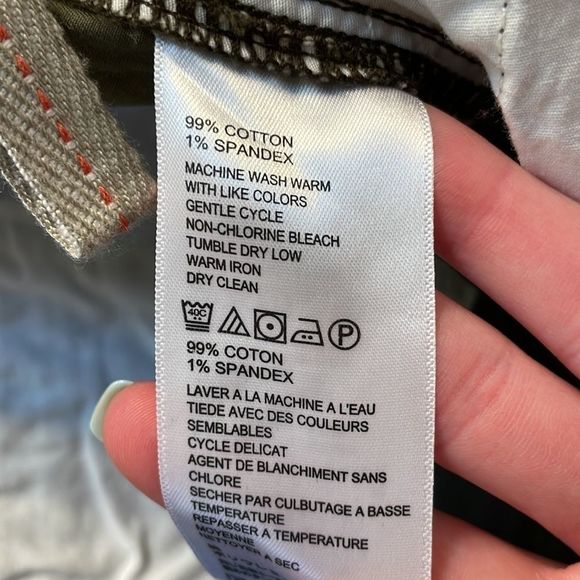 99% COTTON
1% SPANDEX
MACHINE WASH WARM
WITH LIKE COLORS
GENTLE CYCLE
NON-CHLORINE BLEACH
TUMBLE DRY LOW
WARM IRON
DRY CLEAN
40C P
99% COTON
1% SPANDEX
LAVER A LA MACHINE A L'EAU
TIEDE AVEC DES COULEURS
SEMBLABLES
CYCLE DELICAT
AGENT DE BLANCHIMENT SANS
CHLORE
SECHER PAR CULBUTAGE A BASSE
TEMPERATURE
REPASSER A TEMPERATURE
MOYENNE
NETTOYER A SEC